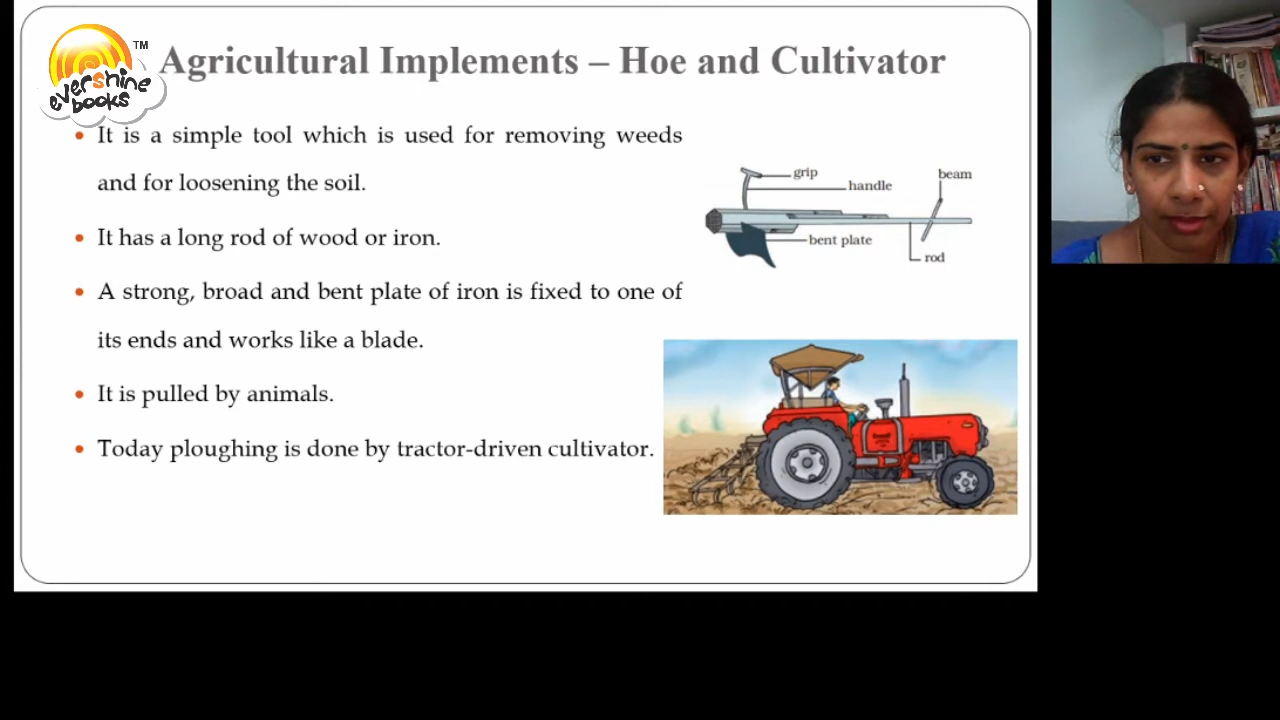 evershine books TM
Agricultural Implements – Hoe and Cultivator
• It is a simple tool which is used for removing weeds
and for loosening the soil.
• It has a long rod of wood or iron.
• A strong, broad and bent plate of iron is fixed to one of
its ends and works like a blade.
• It is pulled by animals.
• Today ploughing is done by tractor-driven cultivator.
grip
handle
beam
bent plate
rod